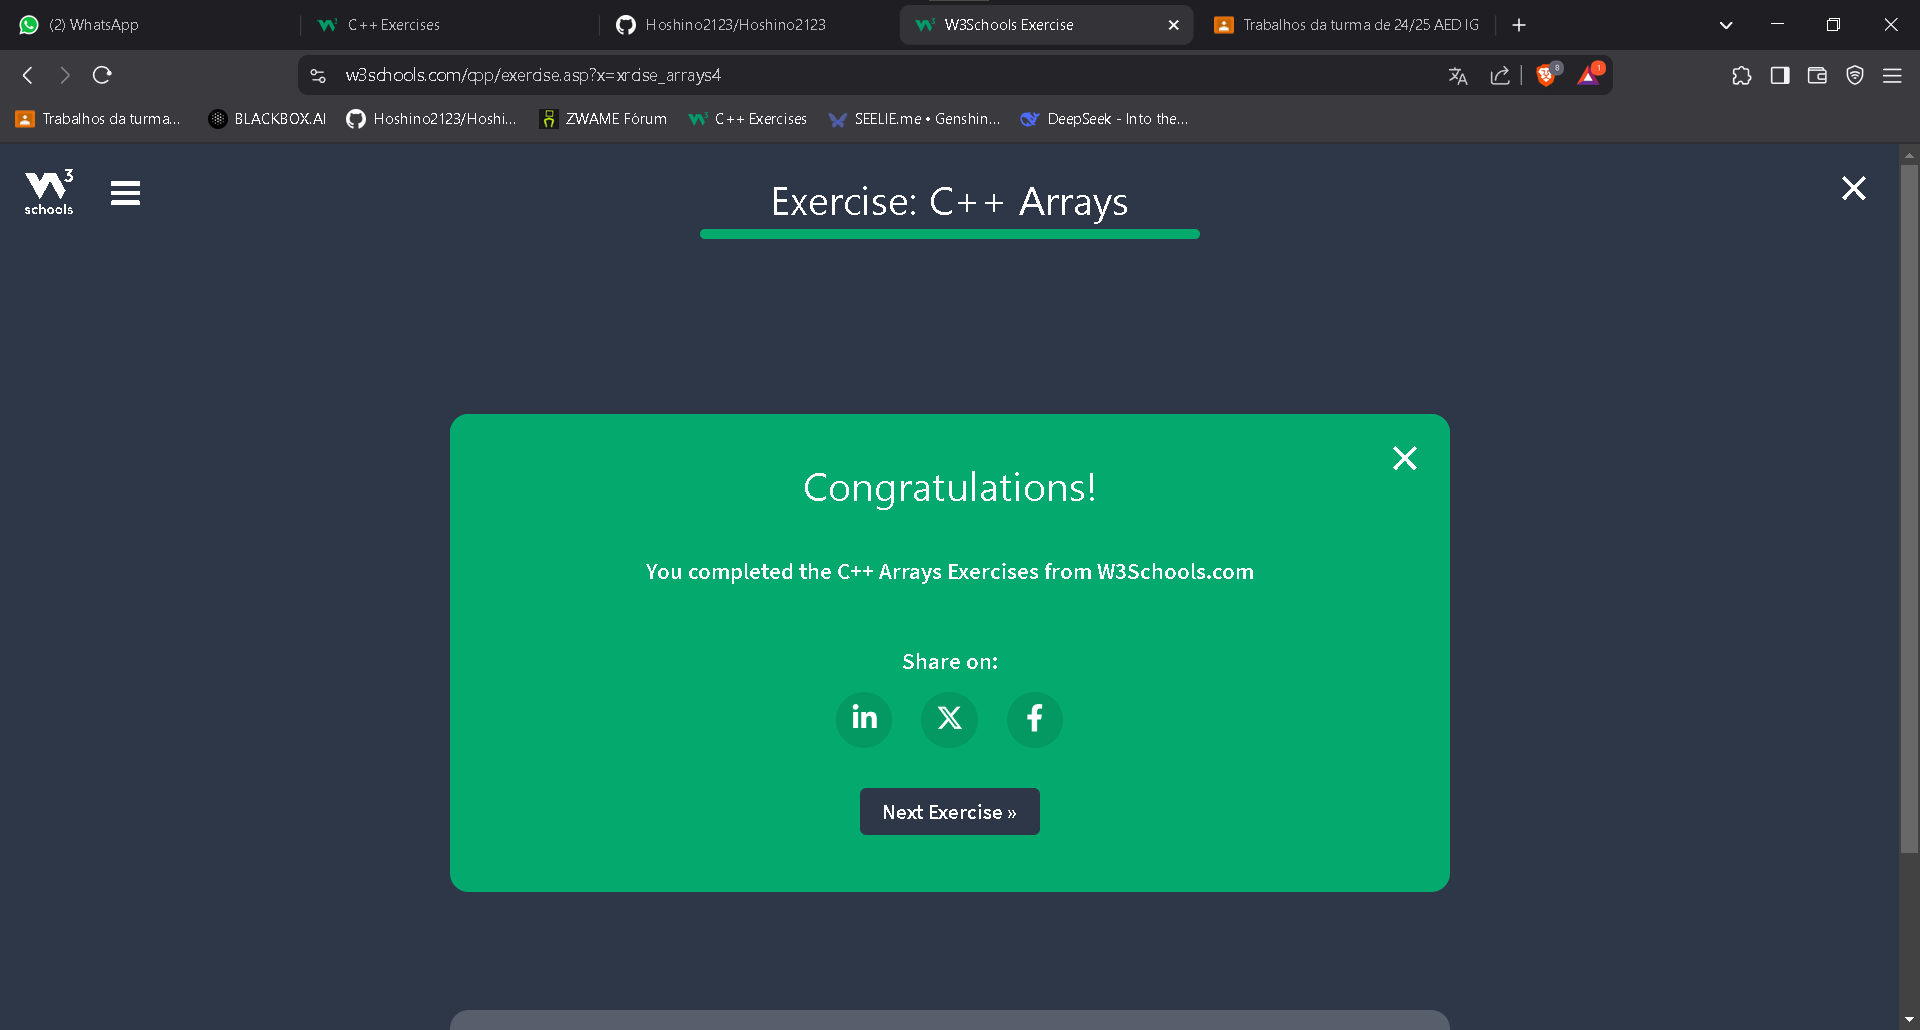 (2) WhatsApp
C++ Exercises
Hoshino2123/Hoshino2123
W3Schools Exercise
Trabalhos da turma de 24/25 AED IG
w3schools.com/cpp/exercise.asp?x=xrcise_arrays4
8
1
Trabalhos da turma...
BLACKBOX.AI
Hoshino2123/Hoshi...
ZWAME Fórum
C++ Exercises
SEELIE.me • Genshin...
DeepSeek - Into the...
W3
schools
Exercise: C++ Arrays
Congratulations!
You completed the C++ Arrays Exercises from W3Schools.com
Share on:
in
X
f
Next Exercise »